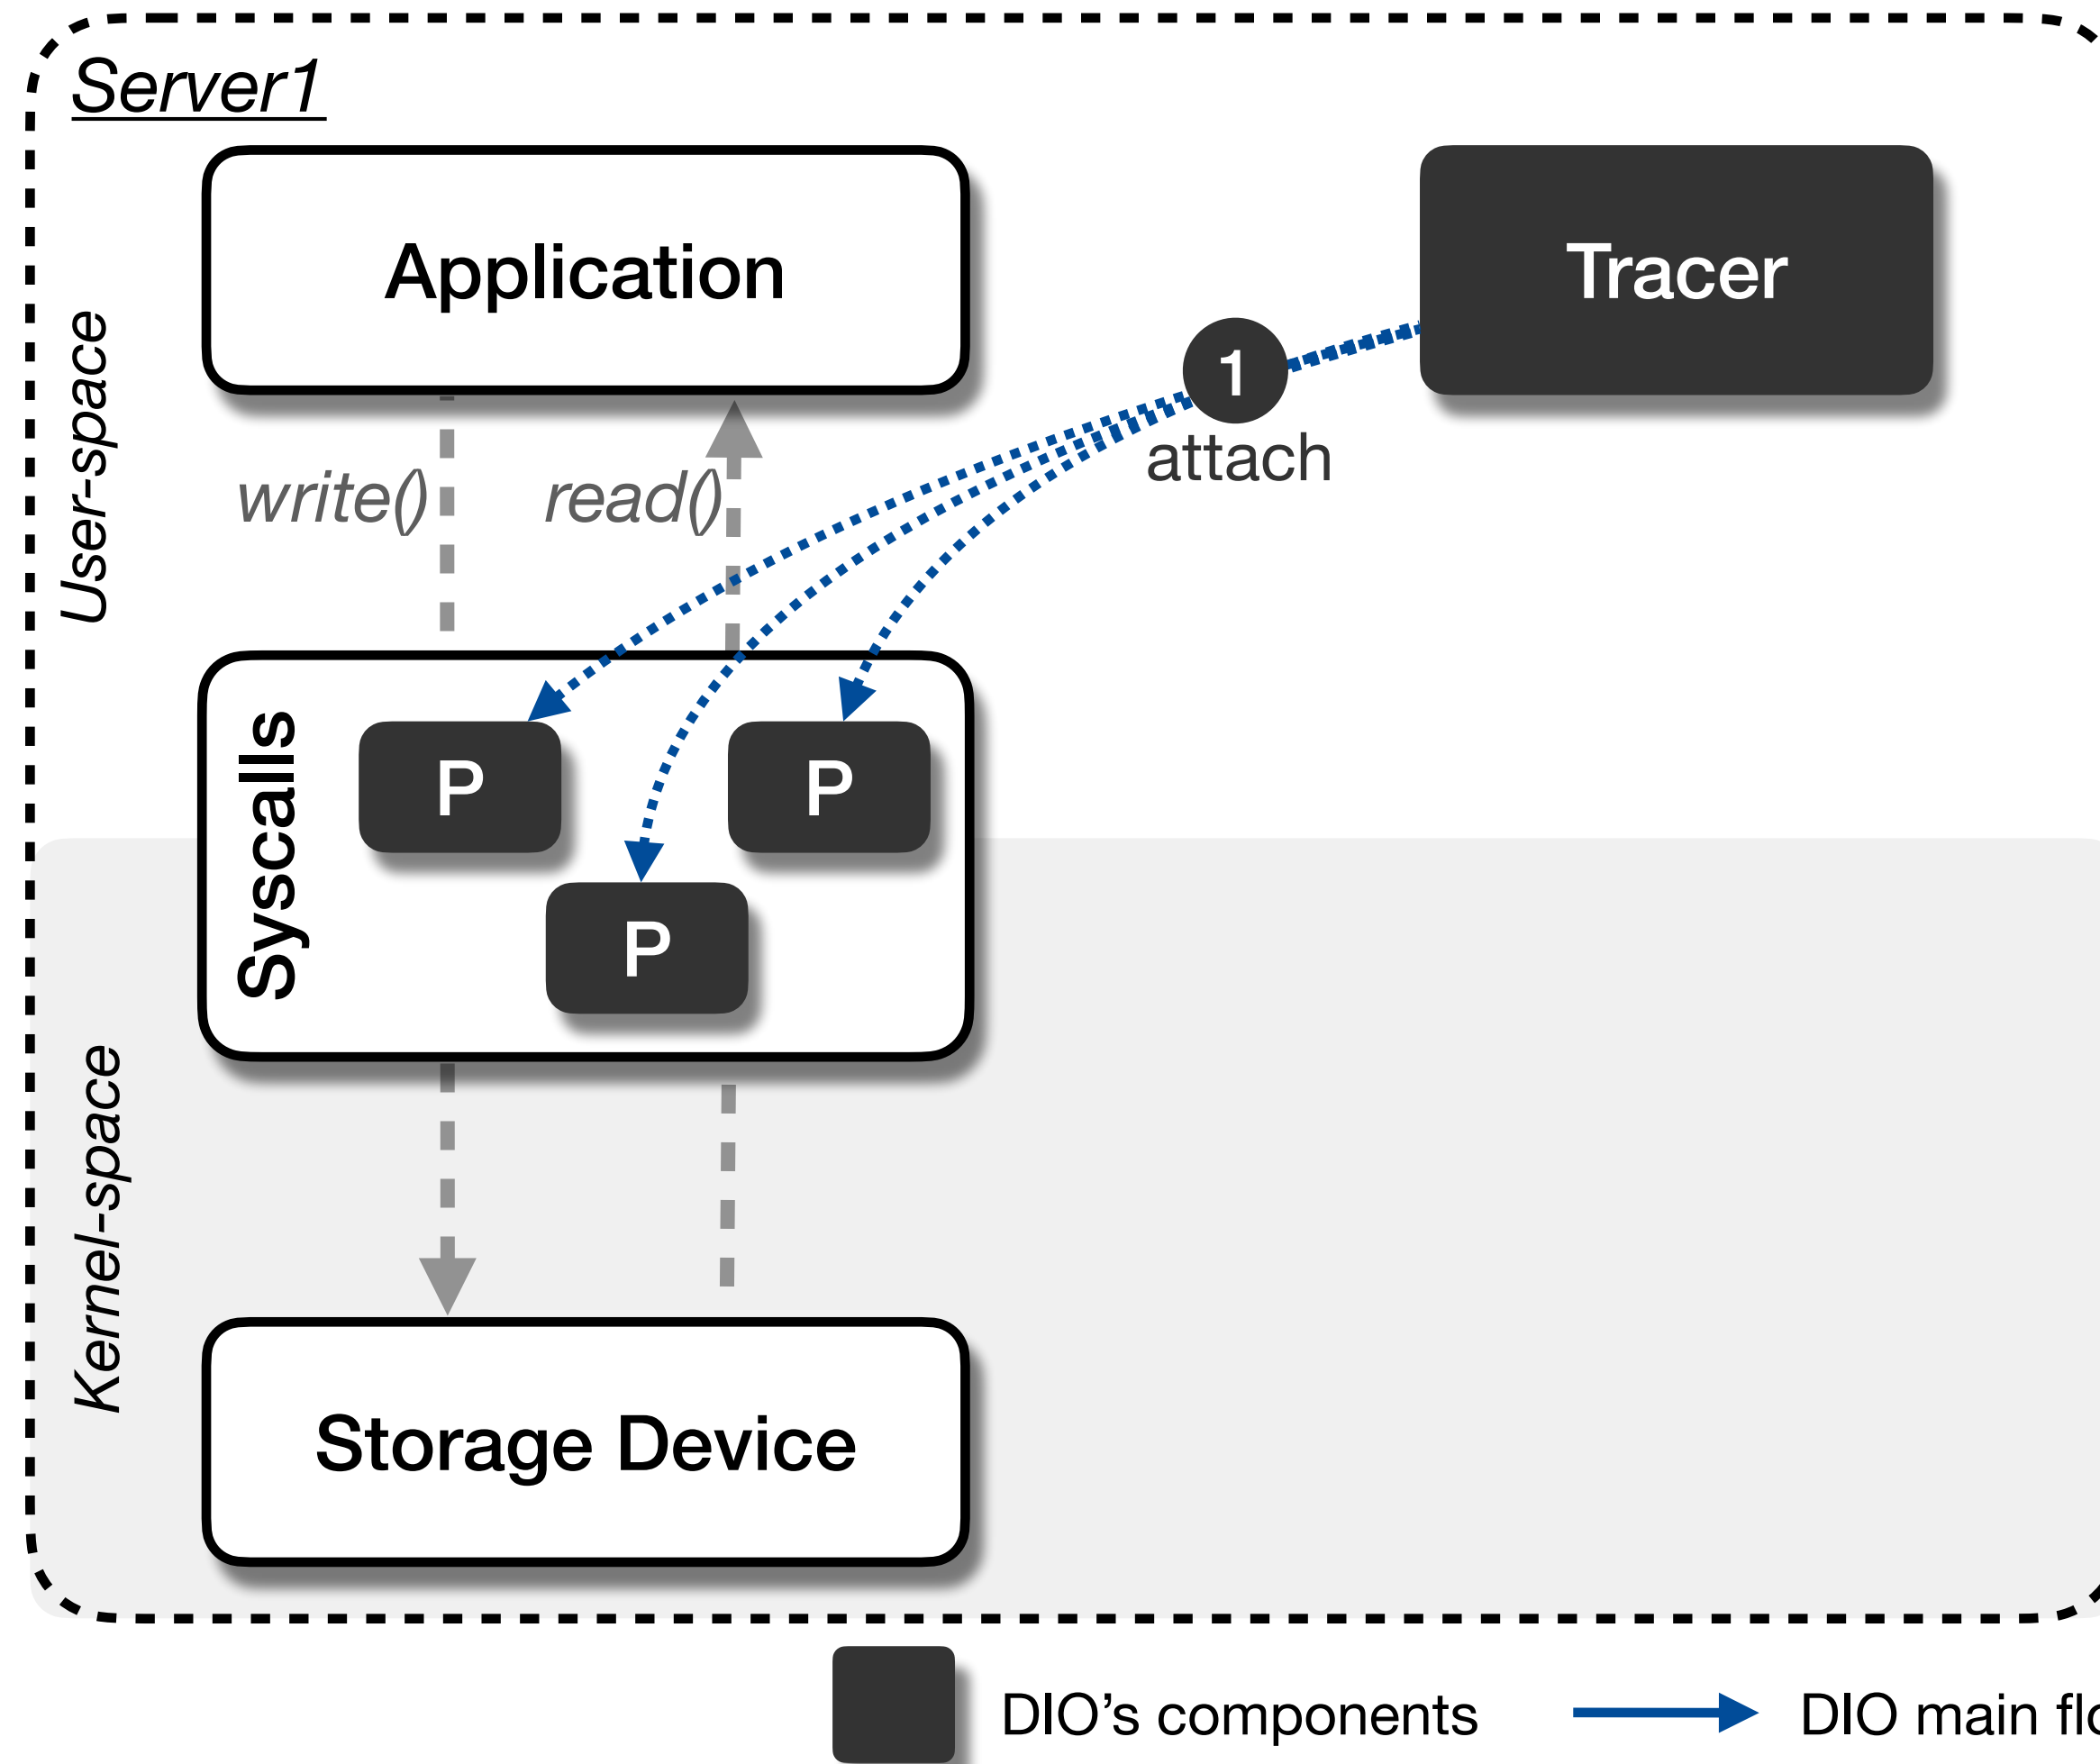 Server1
Application
Tracer
User-space
1
attach
write()
read()
Syscalls
P
P
P
Kernel-space
Storage Device
DIO's components
DIO main